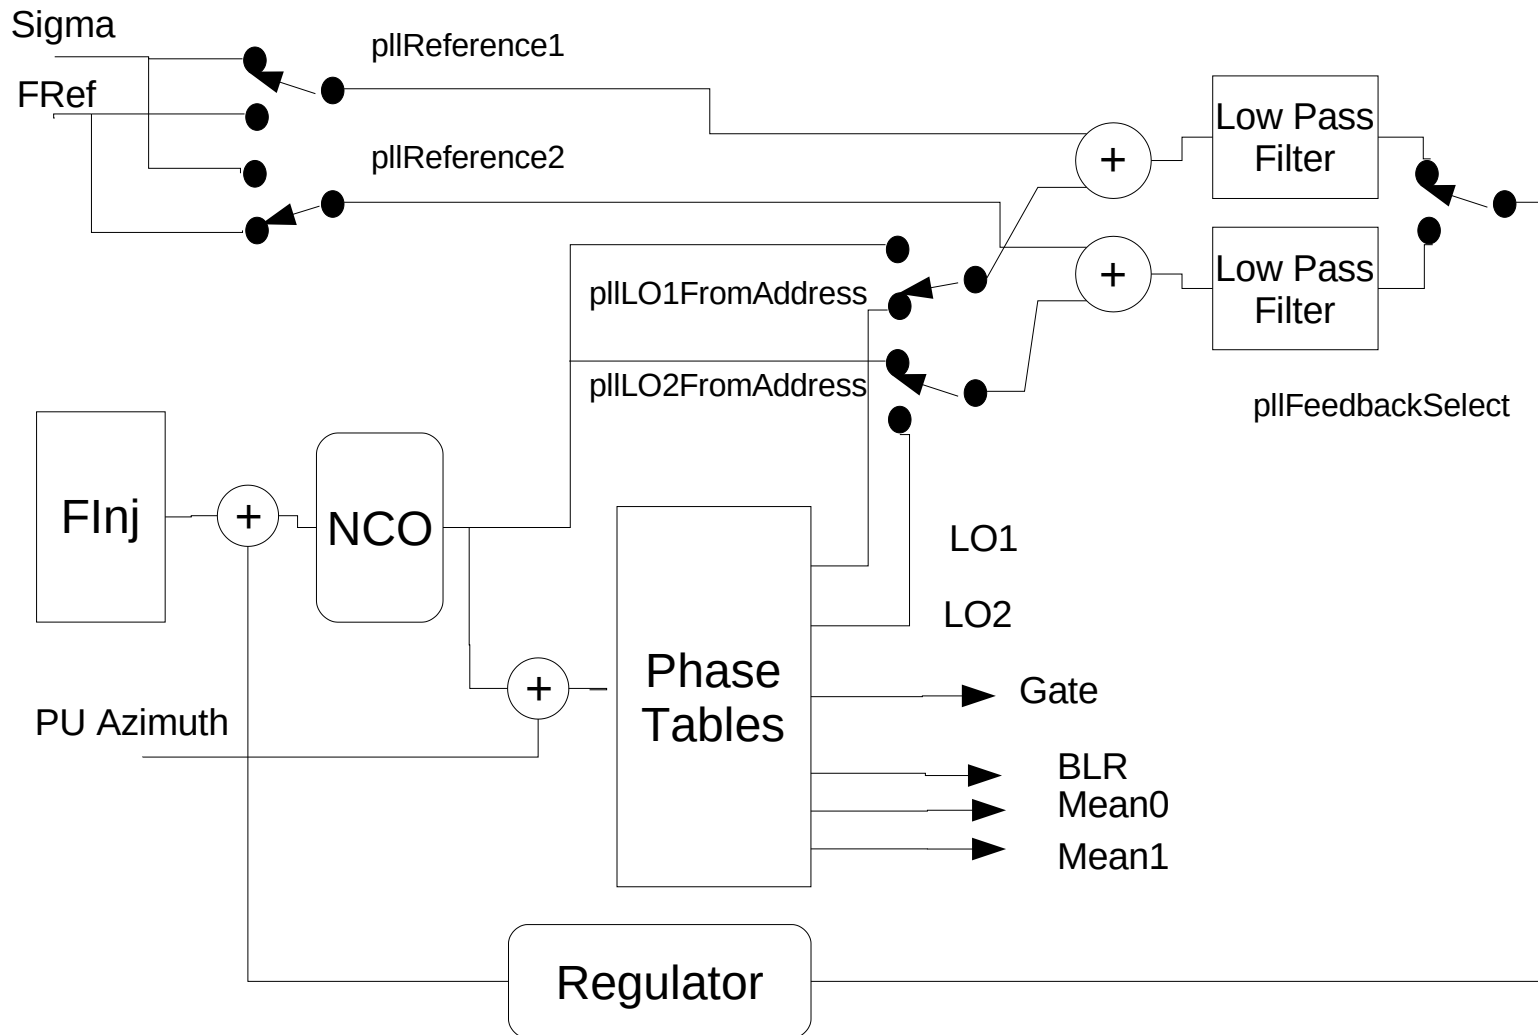 Sigma
pllReference1
FRef
pllReference2
+
Low Pass
Filter
+
Low Pass
Filter
pllLO1FromAddress
pllLO2FromAddress
pllFeedbackSelect
FInj
+
NCO
LO1
LO2
+
Phase
Tables
Gate
PU Azimuth
BLR
Mean0
Mean1
Regulator